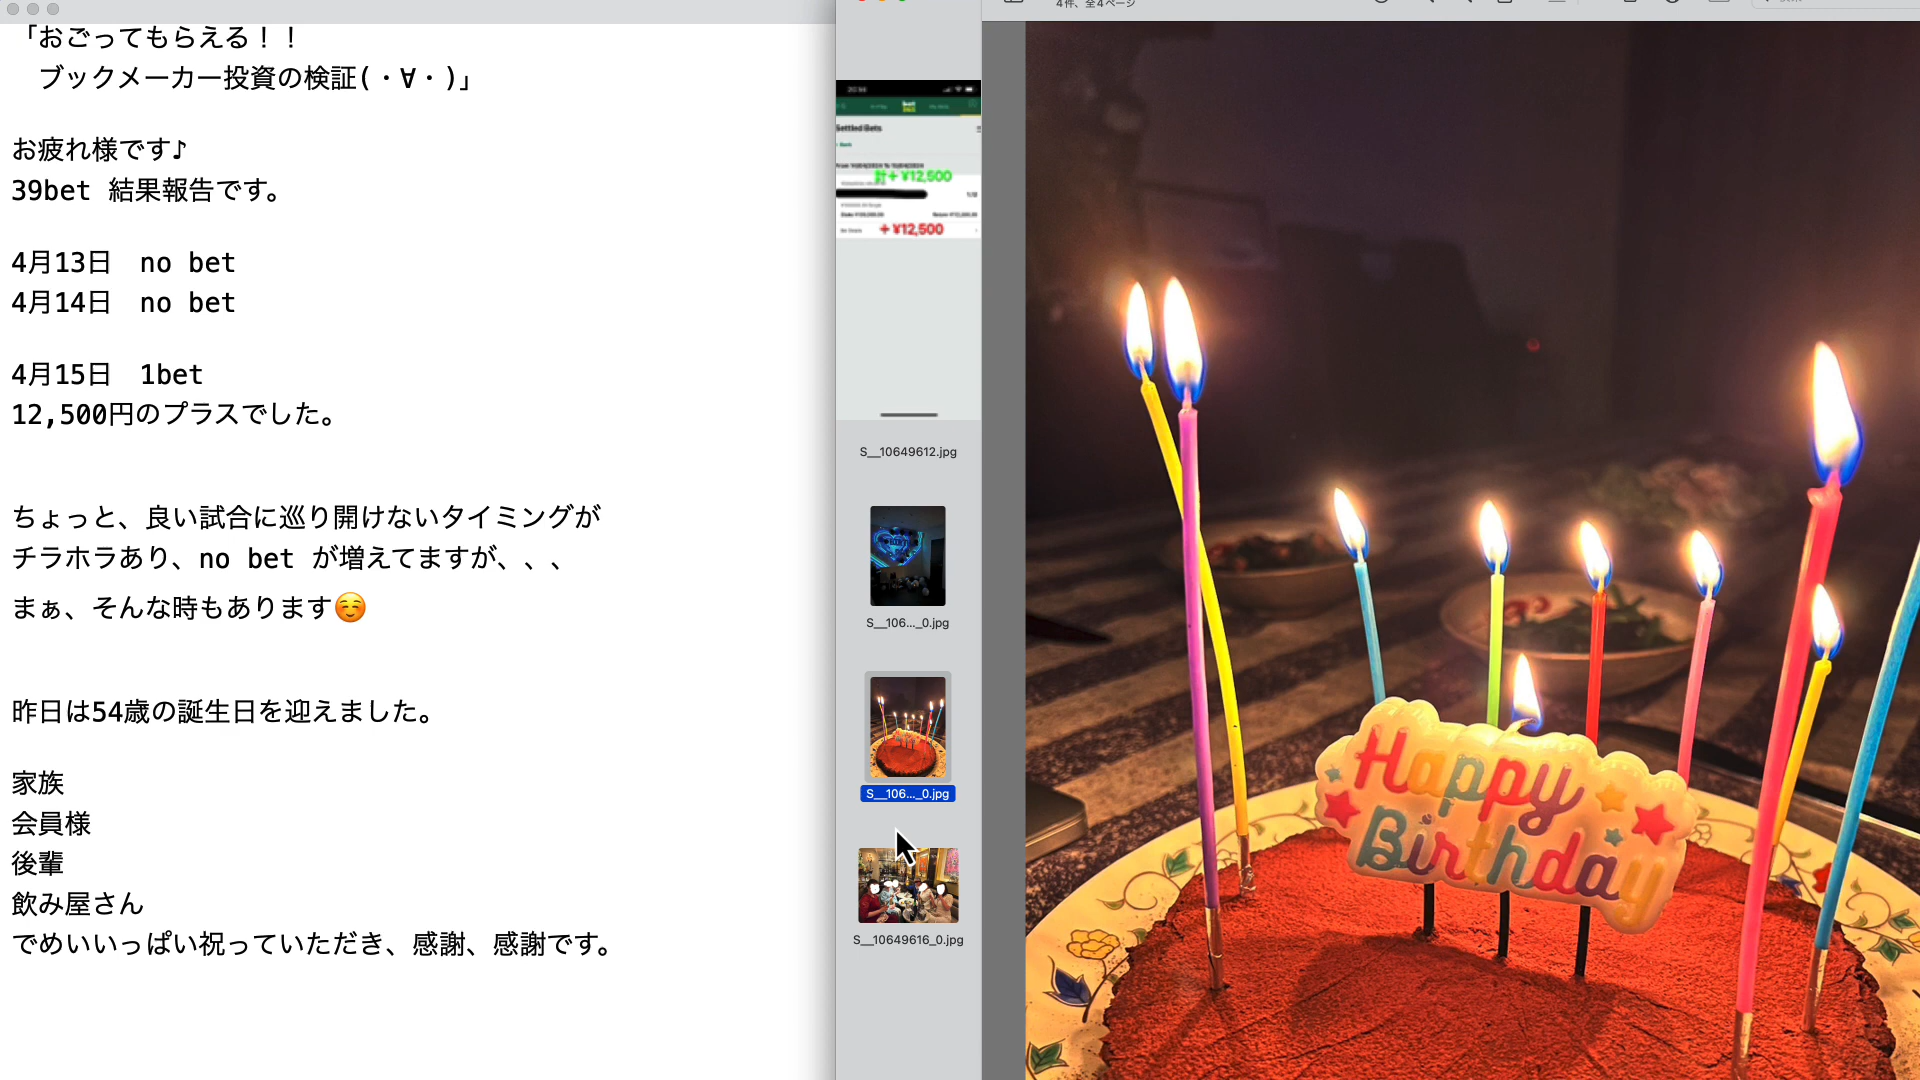 「おごってもらえる！！
ブックメーカー投資の検証(・∀・)」
お疲れ様です♪
39bet 結果報告です。
4月13日　no bet
4月14日　no bet
4月15日　1bet
12,500円のプラスでした。
ちょっと、良い試合に巡り開けないタイミングが
チラホラあり、no bet が増えてますが、、、
まぁ、そんな時もあります☺️
昨日は54歳の誕生日を迎えました。
家族
会員様
後輩
飲み屋さん
でめいいっぱい祝っていただき、感謝、感謝です。
Settled Bets
計+¥12,500
+¥12,500
S__10649612.jpg
S__106..._0.jpg
S__106..._0.jpg
S__10649616_0.jpg
4件、全4ページ
Happy
Birthday